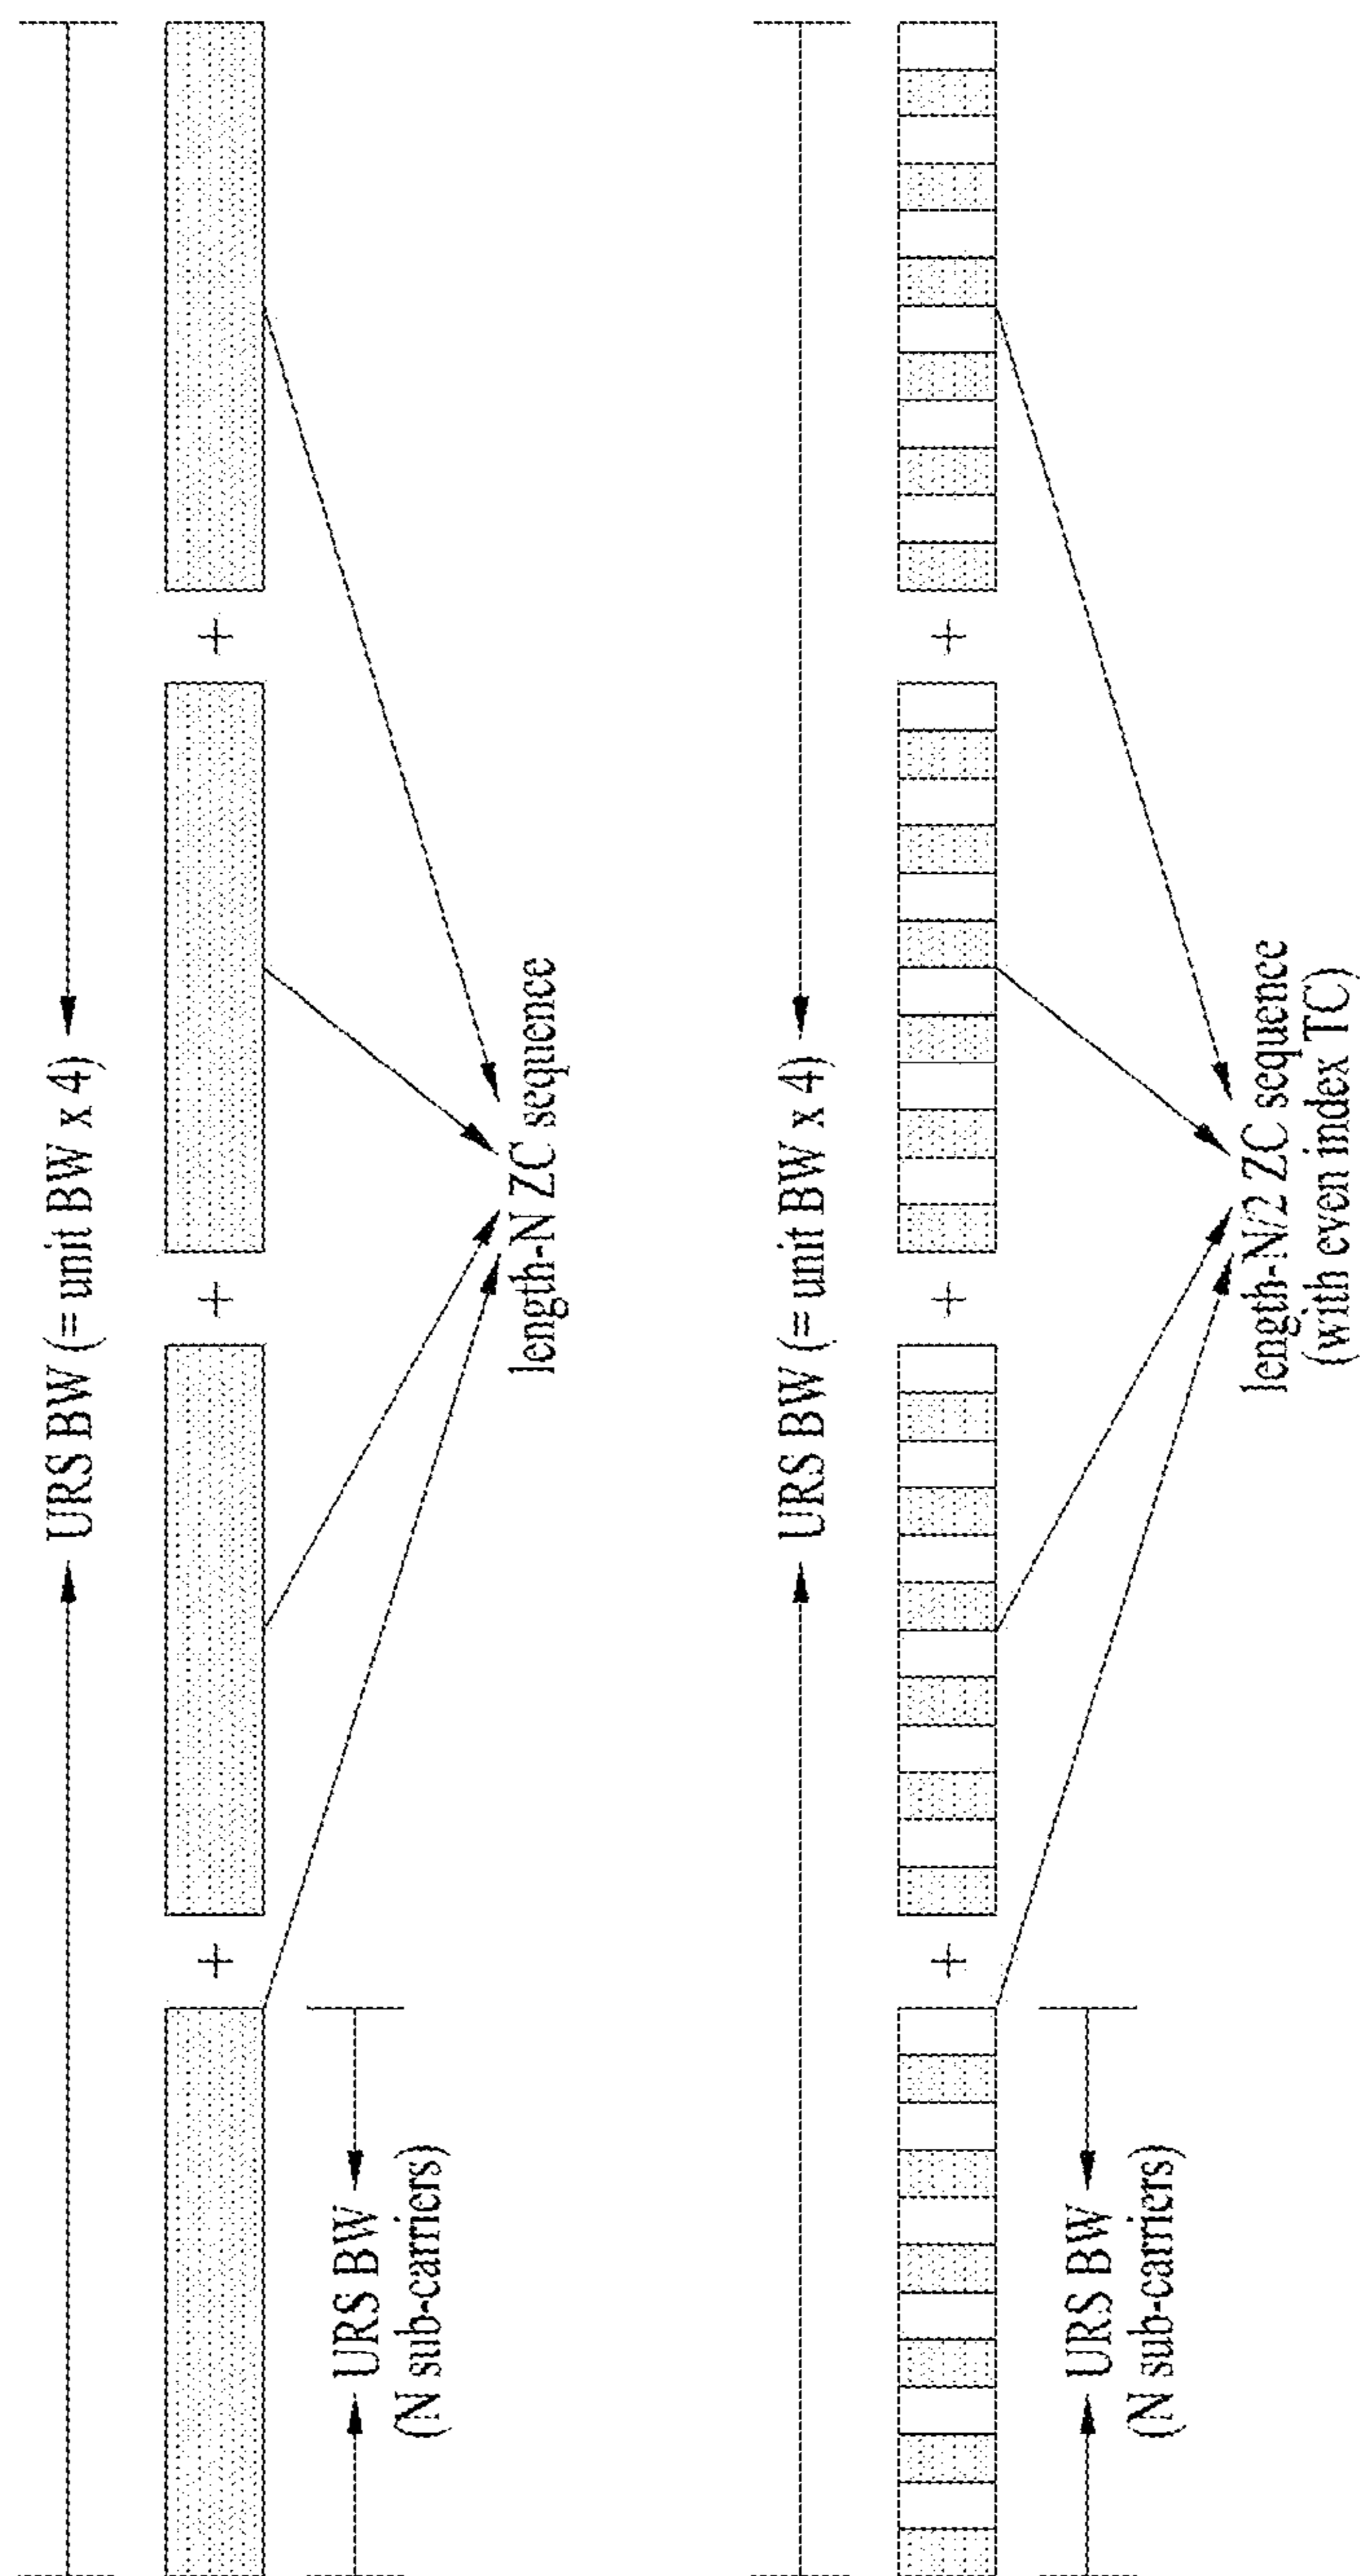 URS BW (= unit BW x 4)
+
+
+
URS BW
(N sub-carriers)
length-N ZC sequence
URS BW (= unit BW x 4)
+
+
+
URS BW
(N sub-carriers)
length-N/2 ZC sequence
(with even index TC)